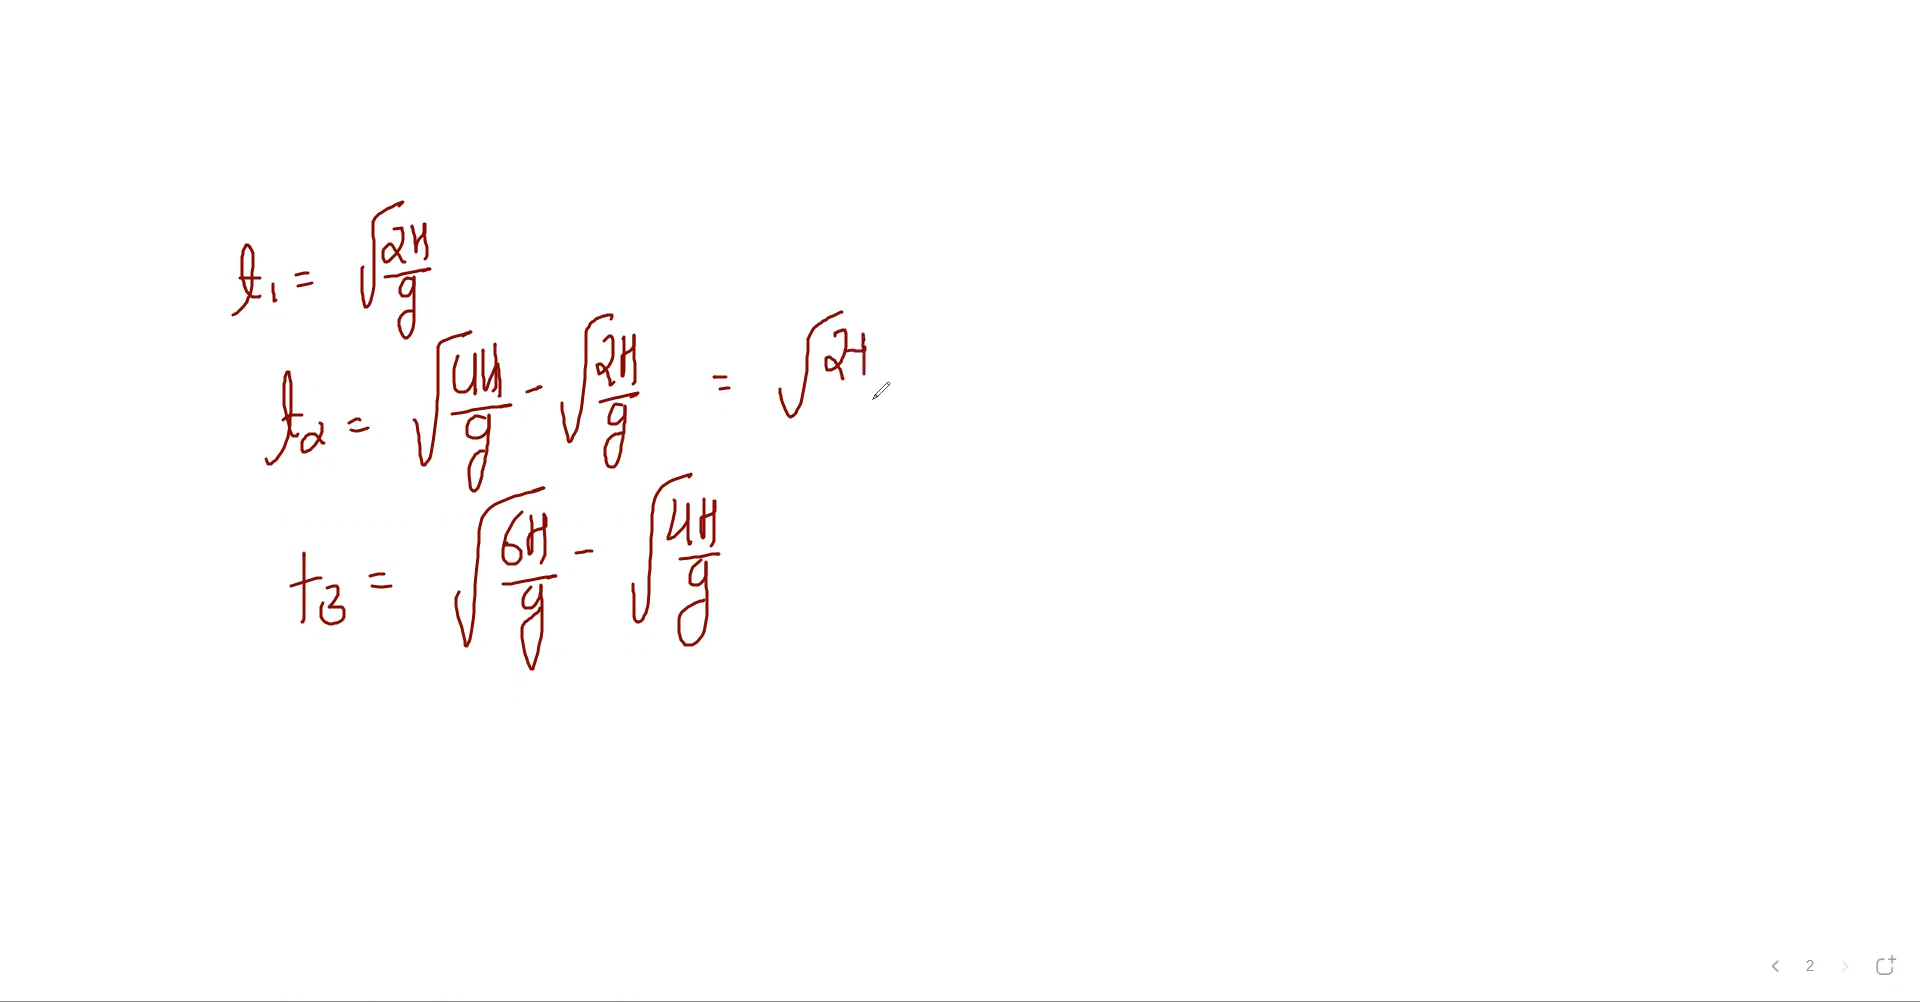 t₁ = √(2H/g)
t₂ = √(4H/g) - √(2H/g) = √2H
t₃ = √(6H/g) - √(4H/g)
2